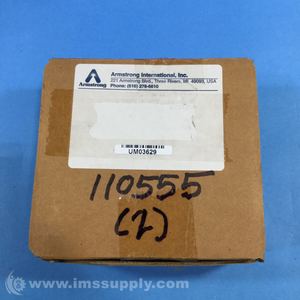 Armstrong International, Inc.
221 Armstrong Blvd., Three Rivers, MI 49093, USA
Phone: (616) 278-6610
Armstrong
UM03629
110555
(2)
© www.imssupply.com/